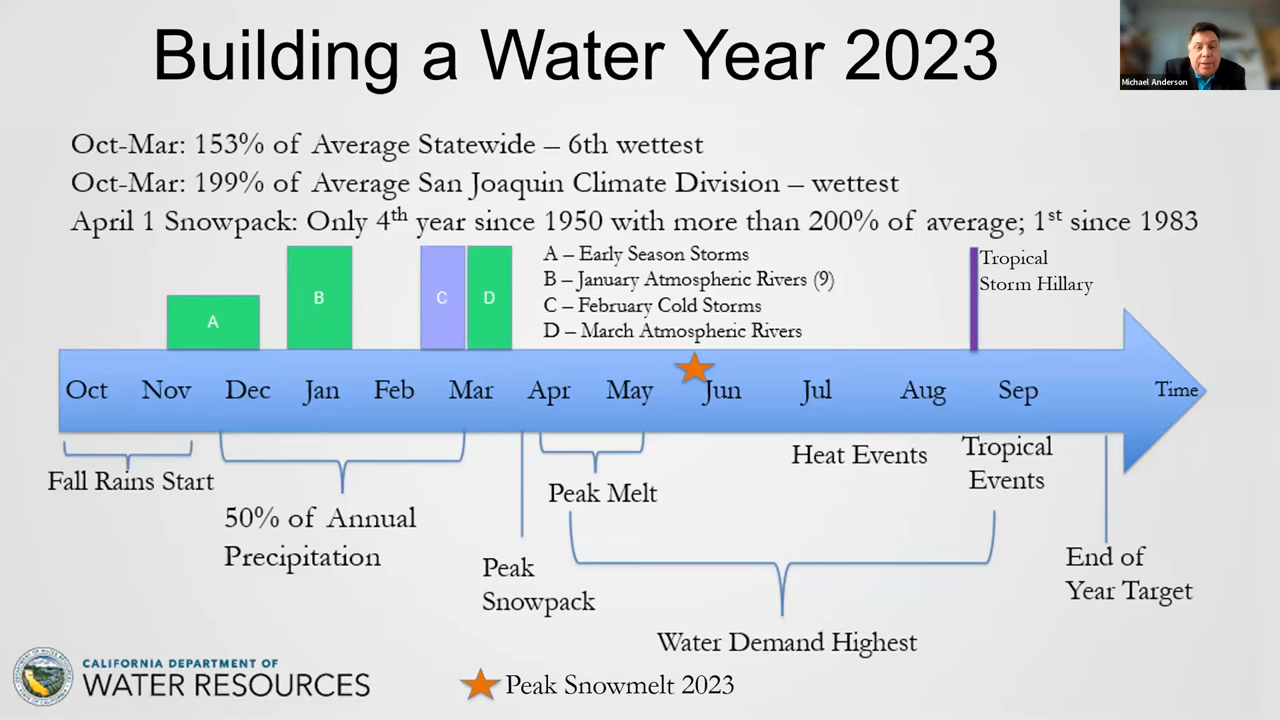 Building a Water Year 2023
Michael Anderson
Oct-Mar: 153% of Average Statewide – 6th wettest
Oct-Mar: 199% of Average San Joaquin Climate Division – wettest
April 1 Snowpack: Only 4th year since 1950 with more than 200% of average; 1st since 1983
A
B
C
D
A – Early Season Storms
B – January Atmospheric Rivers (9)
C – February Cold Storms
D – March Atmospheric Rivers
Tropical
Storm Hillary
Oct Nov Dec Jan Feb Mar Apr May Jun Jul Aug Sep Time
Fall Rains Start
50% of Annual
Precipitation
Peak
Snowpack
Peak Melt
Heat Events
Tropical
Events
Water Demand Highest
End of
Year Target
CALIFORNIA DEPARTMENT OF
WATER RESOURCES
Peak Snowmelt 2023